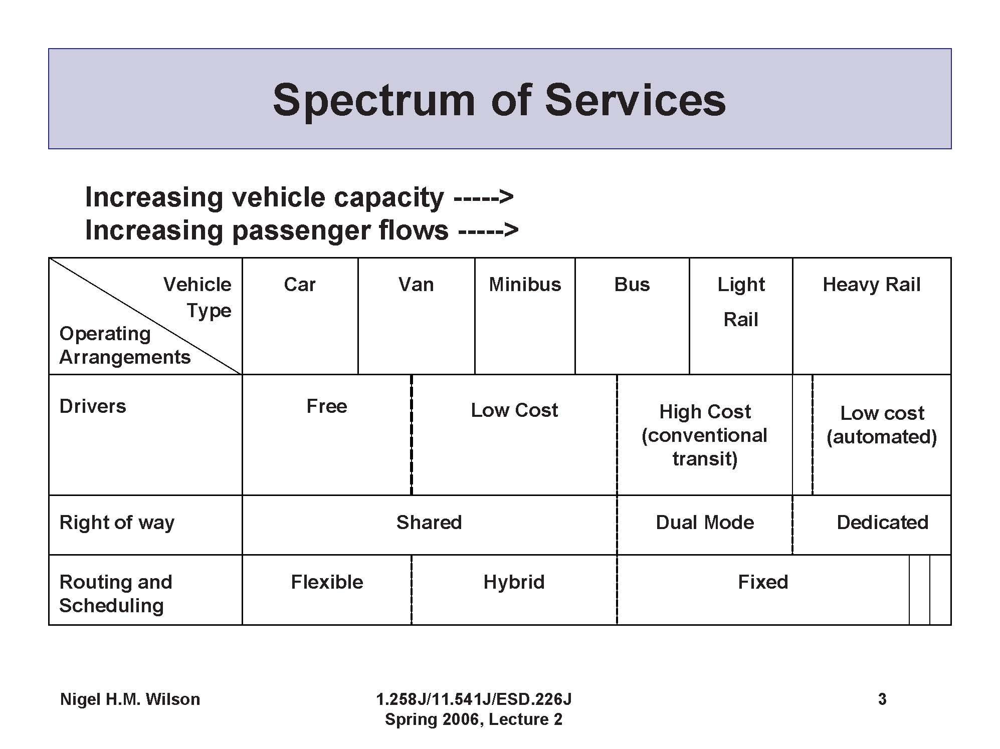 Spectrum of Services
Increasing vehicle capacity ----->
Increasing passenger flows ----->
Vehicle
Type
Operating
Arrangements
Car
Van
Minibus
Bus
Light
Rail
Heavy Rail
Drivers
Free
Low Cost
High Cost
(conventional
transit)
Low cost
(automated)
Right of way
Shared
Dual Mode
Dedicated
Routing and
Scheduling
Flexible
Hybrid
Fixed
Nigel H.M. Wilson
1.258J/11.541J/ESD.226J
Spring 2006, Lecture 2
3